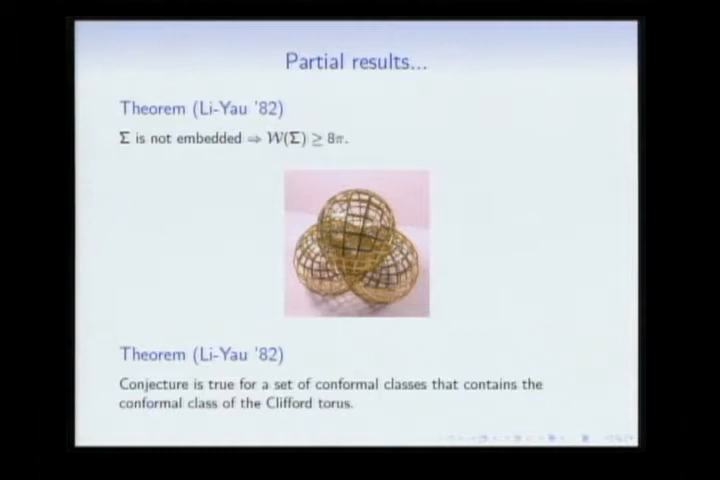 Partial results...
Theorem (Li-Yau '82)
Σ is not embedded ⇒ W(Σ) ≥ 8π.
Theorem (Li-Yau '82)
Conjecture is true for a set of conformal classes that contains the
conformal class of the Clifford torus.